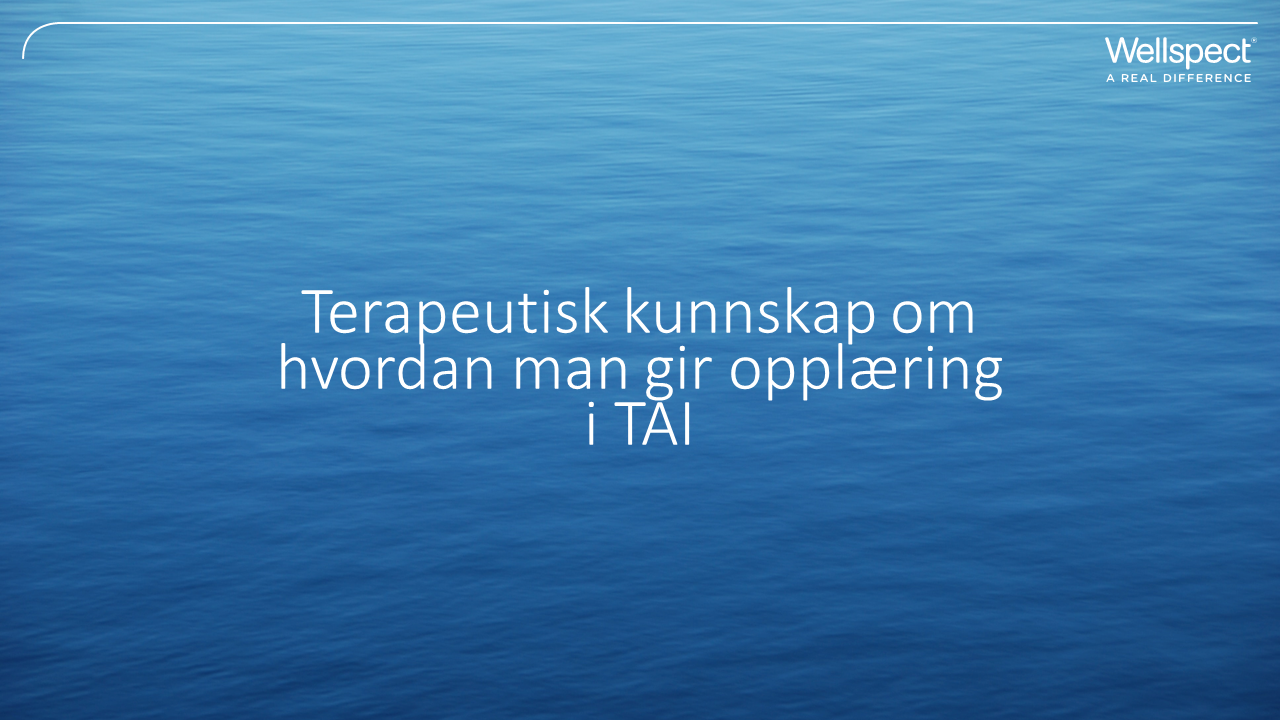 Wellspect®
A REAL DIFFERENCE
Terapeutisk kunnskap om
hvordan man gir opplæring
i TAI